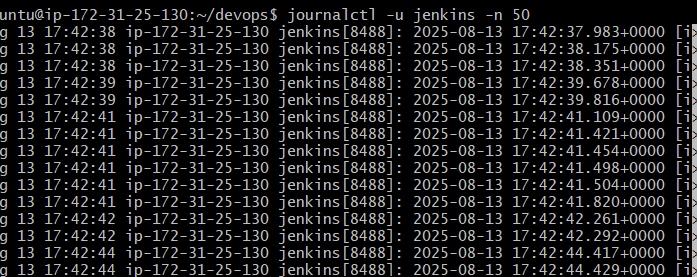 untu@ip-172-31-25-130:~/devops$ journalctl -u jenkins -n 50
g 13 17:42:38 ip-172-31-25-130 jenkins[8488]: 2025-08-13 17:42:37.983+0000 [i>
g 13 17:42:38 ip-172-31-25-130 jenkins[8488]: 2025-08-13 17:42:38.175+0000 [i>
g 13 17:42:38 ip-172-31-25-130 jenkins[8488]: 2025-08-13 17:42:38.351+0000 [i>
g 13 17:42:39 ip-172-31-25-130 jenkins[8488]: 2025-08-13 17:42:39.678+0000 [i>
g 13 17:42:39 ip-172-31-25-130 jenkins[8488]: 2025-08-13 17:42:39.816+0000 [i>
g 13 17:42:41 ip-172-31-25-130 jenkins[8488]: 2025-08-13 17:42:41.109+0000 [i>
g 13 17:42:41 ip-172-31-25-130 jenkins[8488]: 2025-08-13 17:42:41.421+0000 [i>
g 13 17:42:41 ip-172-31-25-130 jenkins[8488]: 2025-08-13 17:42:41.454+0000 [i>
g 13 17:42:41 ip-172-31-25-130 jenkins[8488]: 2025-08-13 17:42:41.498+0000 [i>
g 13 17:42:41 ip-172-31-25-130 jenkins[8488]: 2025-08-13 17:42:41.504+0000 [i>
g 13 17:42:41 ip-172-31-25-130 jenkins[8488]: 2025-08-13 17:42:41.820+0000 [i>
g 13 17:42:42 ip-172-31-25-130 jenkins[8488]: 2025-08-13 17:42:42.261+0000 [i>
g 13 17:42:42 ip-172-31-25-130 jenkins[8488]: 2025-08-13 17:42:42.292+0000 [i>
g 13 17:42:44 ip-172-31-25-130 jenkins[8488]: 2025-08-13 17:42:44.417+0000 [i>
g 13 17:42:44 ip-172-31-25-130 jenkins[8488]: 2025-08-13 17:42:44.429+0000 [i>